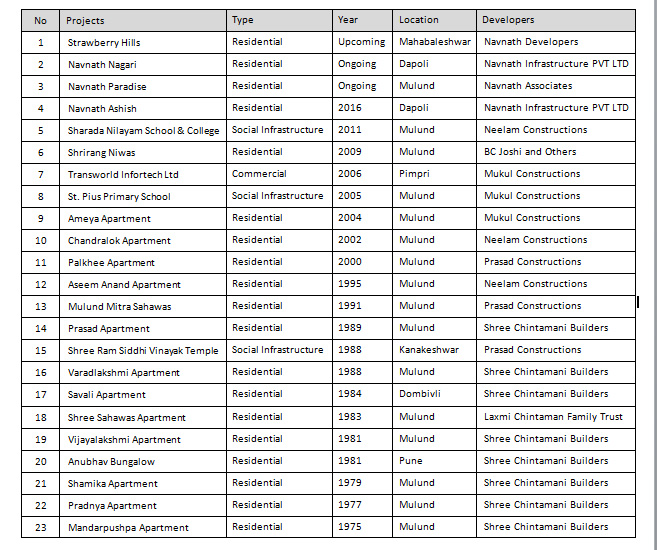 No Projects Type Year Location Developers
1 Strawberry Hills Residential Upcoming Mahabaleshwar Navnath Developers
2 Navnath Nagari Residential Ongoing Dapoli Navnath Infrastructure PVT LTD
3 Navnath Paradise Residential Ongoing Mulund Navnath Associates
4 Navnath Ashish Residential 2016 Dapoli Navnath Infrastructure PVT LTD
5 Sharada Nilayam School & College Social Infrastructure 2011 Mulund Neelam Constructions
6 Shrirang Niwas Residential 2009 Mulund BC Joshi and Others
7 Transworld Infortech Ltd Commercial 2006 Pimpri Mukul Constructions
8 St. Pius Primary School Social Infrastructure 2005 Mulund Mukul Constructions
9 Ameya Apartment Residential 2004 Mulund Mukul Constructions
10 Chandralok Apartment Residential 2002 Mulund Neelam Constructions
11 Palkhee Apartment Residential 2000 Mulund Prasad Constructions
12 Aseem Anand Apartment Residential 1995 Mulund Neelam Constructions
13 Mulund Mitra Sahawas Residential 1991 Mulund Prasad Constructions
14 Prasad Apartment Residential 1989 Mulund Shree Chintamani Builders
15 Shree Ram Siddhi Vinayak Temple Social Infrastructure 1988 Kanakeshwar Prasad Constructions
16 Varadlakshmi Apartment Residential 1988 Mulund Shree Chintamani Builders
17 Savali Apartment Residential 1984 Dombivli Shree Chintamani Builders
18 Shree Sahawas Apartment Residential 1983 Mulund Laxmi Chintaman Family Trust
19 Vijayalakshmi Apartment Residential 1981 Mulund Shree Chintamani Builders
20 Anubhav Bungalow Residential 1981 Pune Shree Chintamani Builders
21 Shamika Apartment Residential 1979 Mulund Shree Chintamani Builders
22 Pradnya Apartment Residential 1977 Mulund Shree Chintamani Builders
23 Mandarpushpa Apartment Residential 1975 Mulund Shree Chintamani Builders